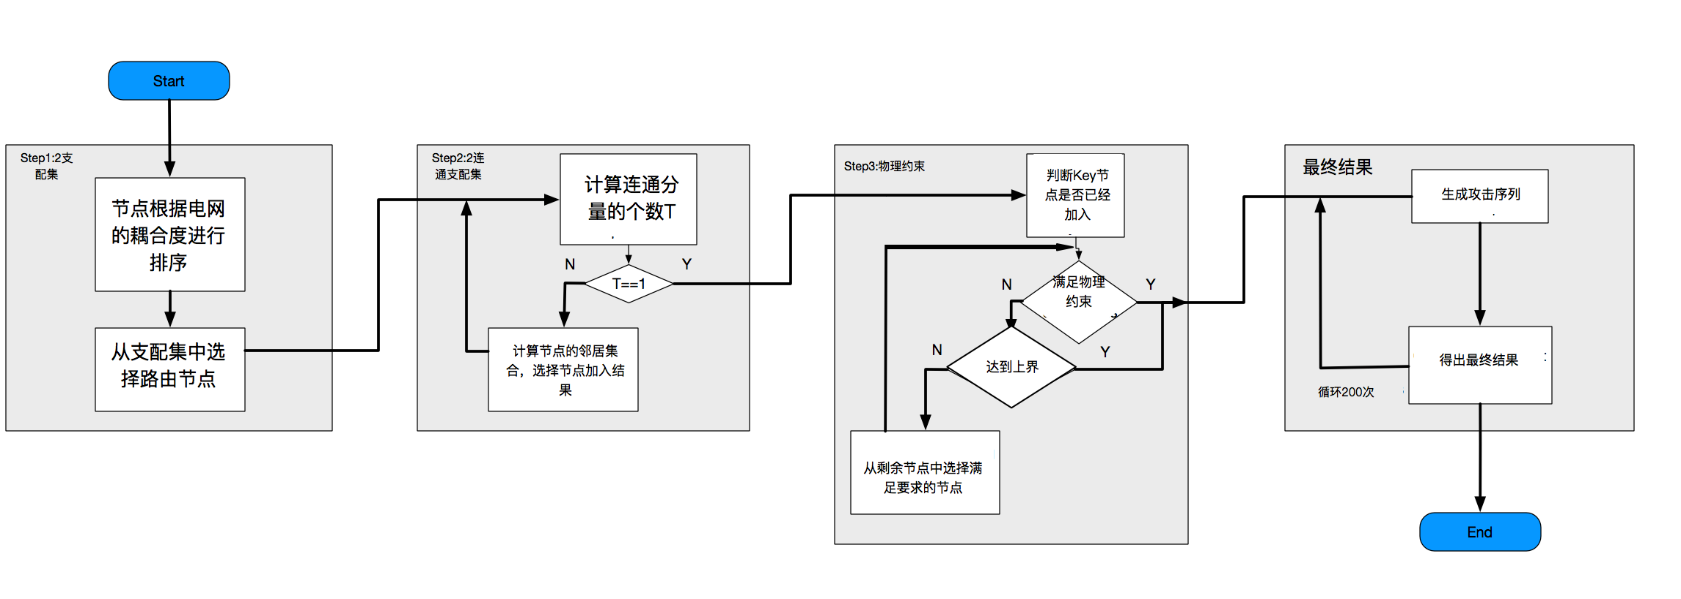 Start
Step1:2支
配集
节点根据电网
的耦合度进行
排序
从支配集中选
择路由节点
Step2:2连
通支配集
计算连通分
量的个数T
N
Y
T==1
计算节点的邻居集
合，选择节点加入结
果
Step3:物理约束
判断Key节
点是否已经
加入
N
Y
满足物理
约束
N
Y
达到上界
从剩余节点中选择满
足要求的节点
最终结果
生成攻击序列
得出最终结果
循环200次
End